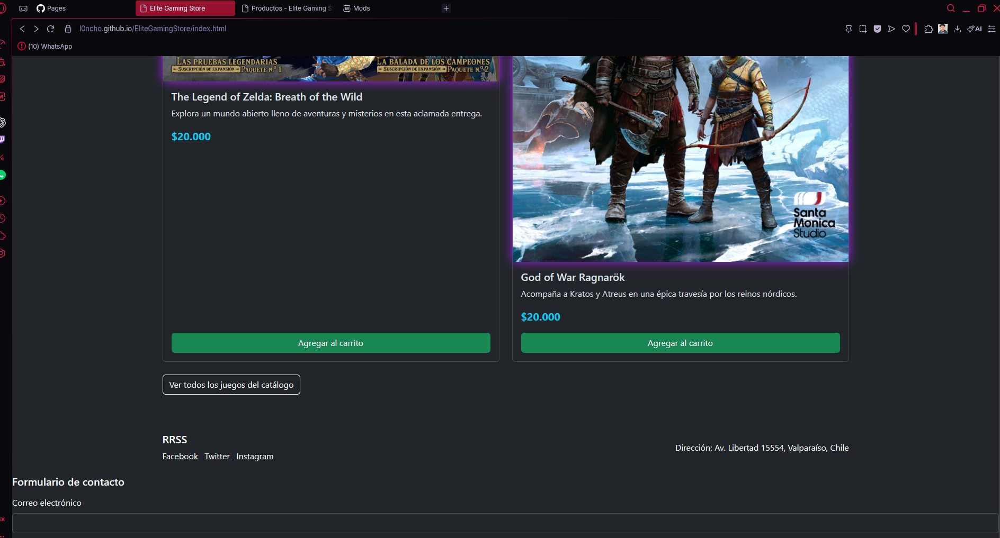 Pages
Elite Gaming Store
Productos - Elite Gaming S
Mods
l0ncho.github.io/EliteGamingStore/index.html
AI
(10) WhatsApp
LAS PRUEBAS LEGENDARIAS
SUSCRIPCIÓN DE EXPANSIÓN PAQUETE N.º 1
LA BALADA DE LOS CAMPEONES
SUSCRIPCIÓN DE EXPANSIÓN PAQUETE N.º 2
The Legend of Zelda: Breath of the Wild
Explora un mundo abierto lleno de aventuras y misterios en esta aclamada entrega.
$20.000
Agregar al carrito
Santa
Monica
Studio
God of War Ragnarök
Acompaña a Kratos y Atreus en una épica travesía por los reinos nórdicos.
$20.000
Agregar al carrito
Ver todos los juegos del catálogo
RRSS
Facebook Twitter Instagram
Dirección: Av. Libertad 15554, Valparaíso, Chile
Formulario de contacto
Correo electrónico